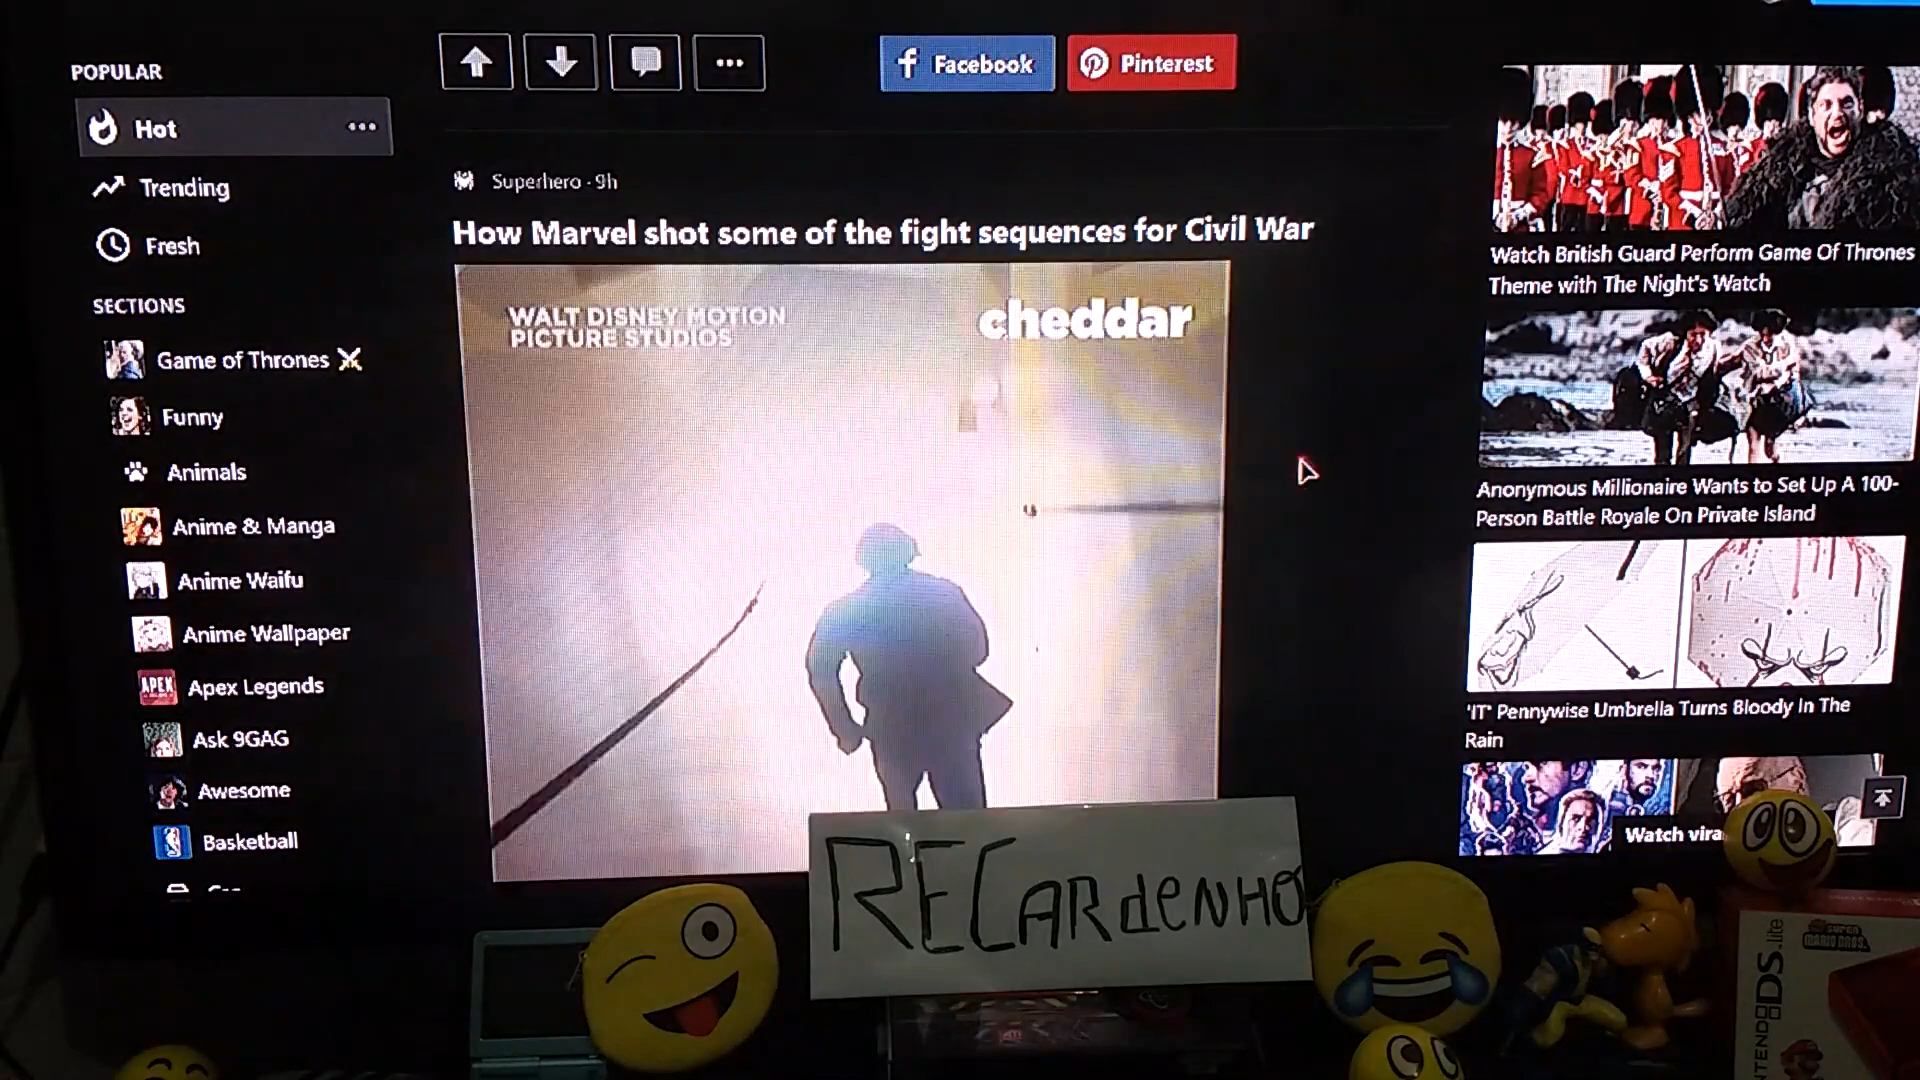 POPULAR
Hot
Trending
Fresh
SECTIONS
Game of Thrones
Funny
Animals
Anime & Manga
Anime Waifu
Anime Wallpaper
APEX
Apex Legends
Ask 9GAG
Awesome
Basketball
Facebook
Pinterest
Superhero · 9h
How Marvel shot some of the fight sequences for Civil War
WALT DISNEY MOTION
PICTURE STUDIOS
cheddar
RECArdeNHO
Watch British Guard Perform Game Of Thrones
Theme with The Night's Watch
Anonymous Millionaire Wants to Set Up A 100-
Person Battle Royale On Private Island
'IT' Pennywise Umbrella Turns Bloody In The
Rain
Watch vira
NINTENDO DS lite
SUPER
MARIO BROS.